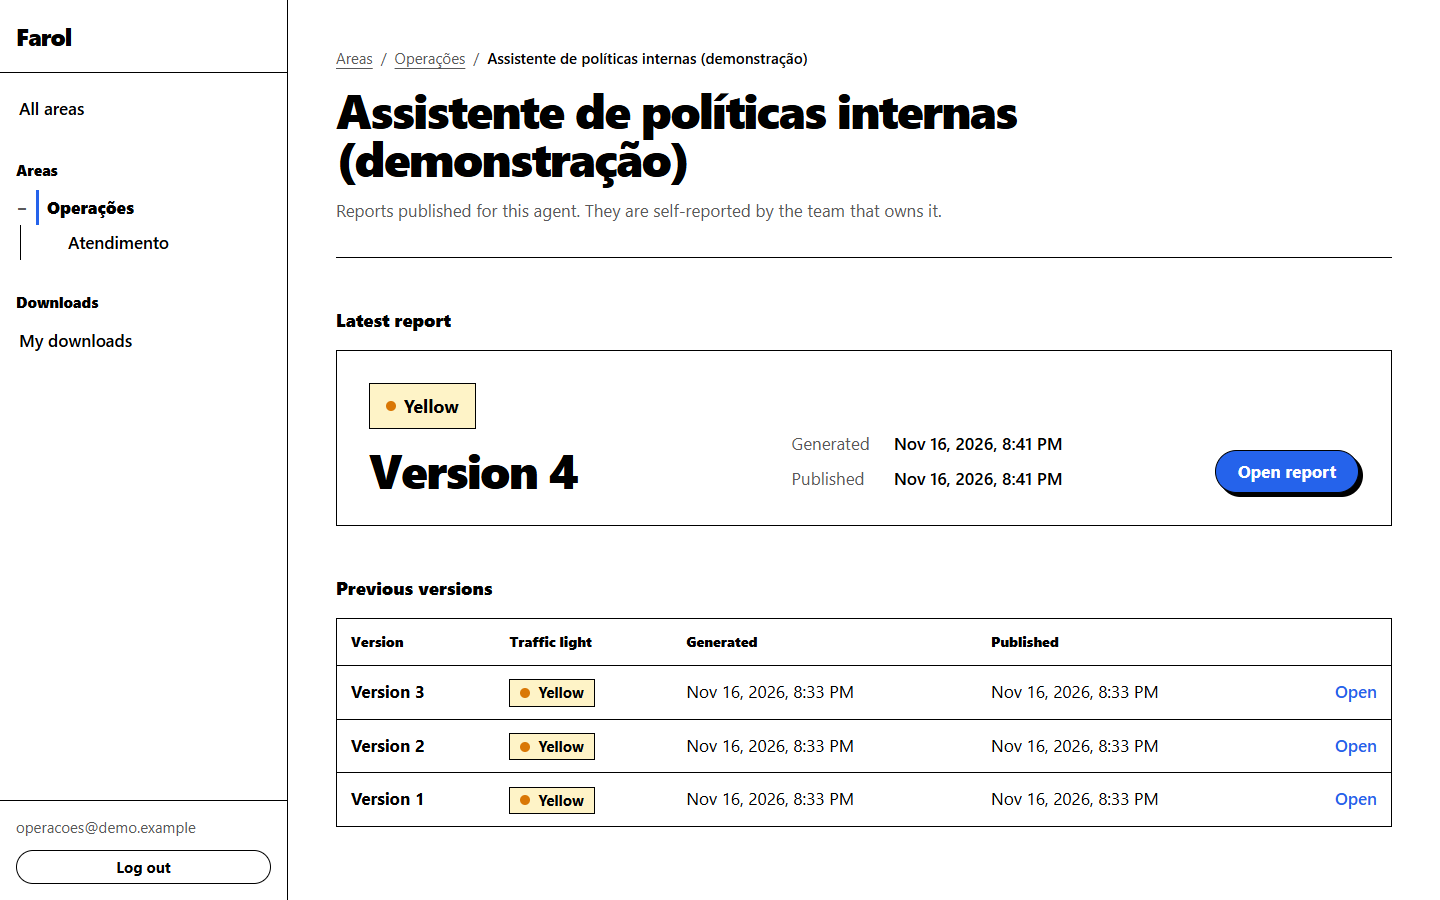 Farol
All areas
Areas
– Operações
Atendimento
Downloads
My downloads
operacoes@demo.example
Log out
Areas / Operações / Assistente de políticas internas (demonstração)
Assistente de políticas internas
(demonstração)
Reports published for this agent. They are self-reported by the team that owns it.
Latest report
Yellow
Version 4
Generated Nov 16, 2026, 8:41 PM
Published Nov 16, 2026, 8:41 PM
Open report
Previous versions
Version Traffic light Generated Published
Version 3 Yellow Nov 16, 2026, 8:33 PM Nov 16, 2026, 8:33 PM Open
Version 2 Yellow Nov 16, 2026, 8:33 PM Nov 16, 2026, 8:33 PM Open
Version 1 Yellow Nov 16, 2026, 8:33 PM Nov 16, 2026, 8:33 PM Open